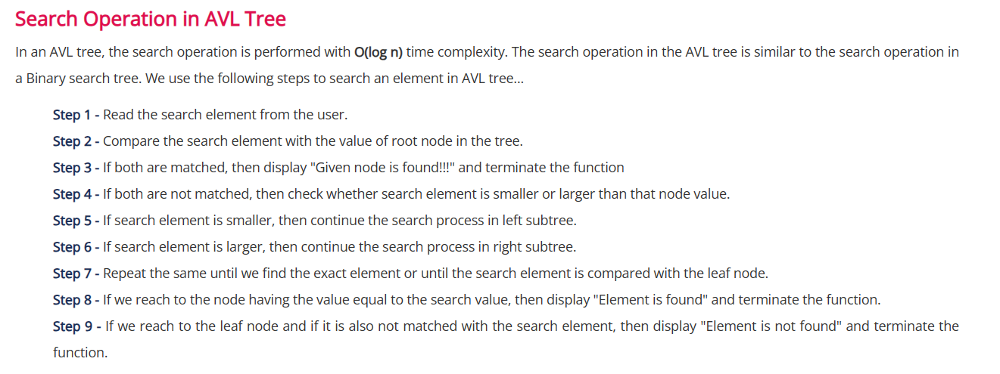 Search Operation in AVL Tree
In an AVL tree, the search operation is performed with O(log n) time complexity. The search operation in the AVL tree is similar to the search operation in
a Binary search tree. We use the following steps to search an element in AVL tree...
Step 1 - Read the search element from the user.
Step 2 - Compare the search element with the value of root node in the tree.
Step 3 - If both are matched, then display "Given node is found!!!" and terminate the function
Step 4 - If both are not matched, then check whether search element is smaller or larger than that node value.
Step 5 - If search element is smaller, then continue the search process in left subtree.
Step 6 - If search element is larger, then continue the search process in right subtree.
Step 7 - Repeat the same until we find the exact element or until the search element is compared with the leaf node.
Step 8 - If we reach to the node having the value equal to the search value, then display "Element is found" and terminate the function.
Step 9 - If we reach to the leaf node and if it is also not matched with the search element, then display "Element is not found" and terminate the
function.